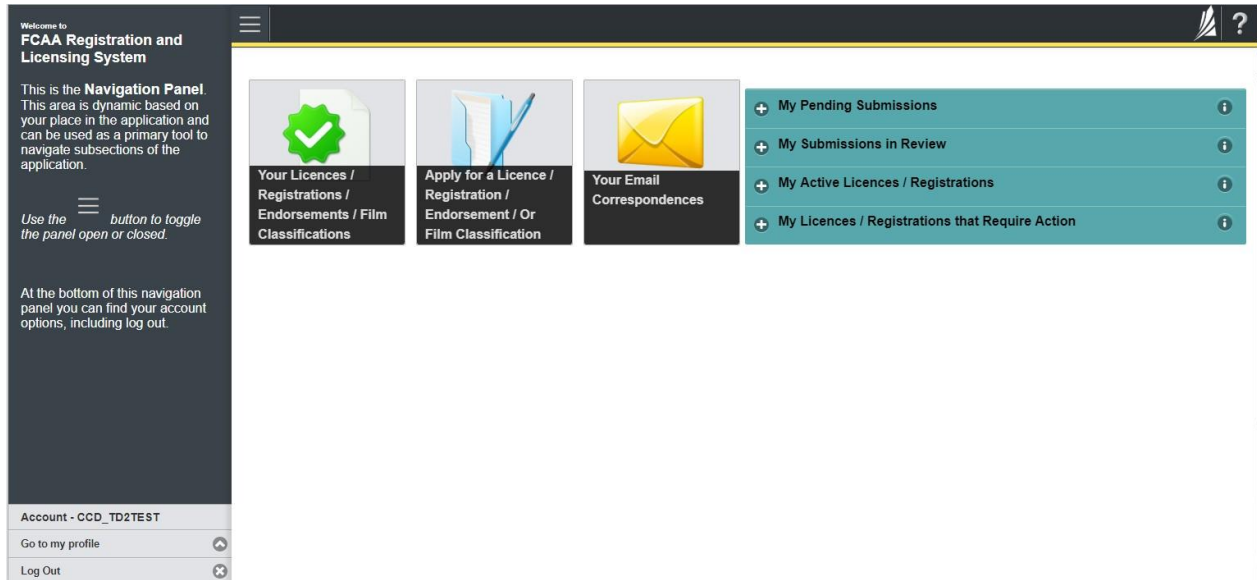 Welcome to
FCAA Registration and
Licensing System
This is the Navigation Panel.
This area is dynamic based on
your place in the application and
can be used as a primary tool to
navigate subsections of the
application.
Use the button to toggle
the panel open or closed.
At the bottom of this navigation
panel you can find your account
options, including log out.
Account - CCD_TD2TEST
Go to my profile
Log Out
?
Your Licences /
Registrations /
Endorsements / Film
Classifications
Apply for a Licence /
Registration /
Endorsement / Or
Film Classification
Your Email
Correspondences
My Pending Submissions
My Submissions in Review
My Active Licences / Registrations
My Licences / Registrations that Require Action